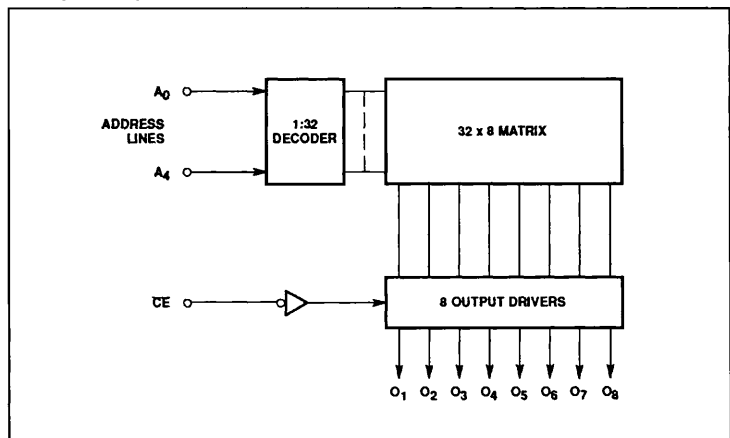 A0
ADDRESS
LINES
A4
1:32
DECODER
32 x 8 MATRIX
CE
8 OUTPUT DRIVERS
O1 O2 O3 O4 O5 O6 O7 O8